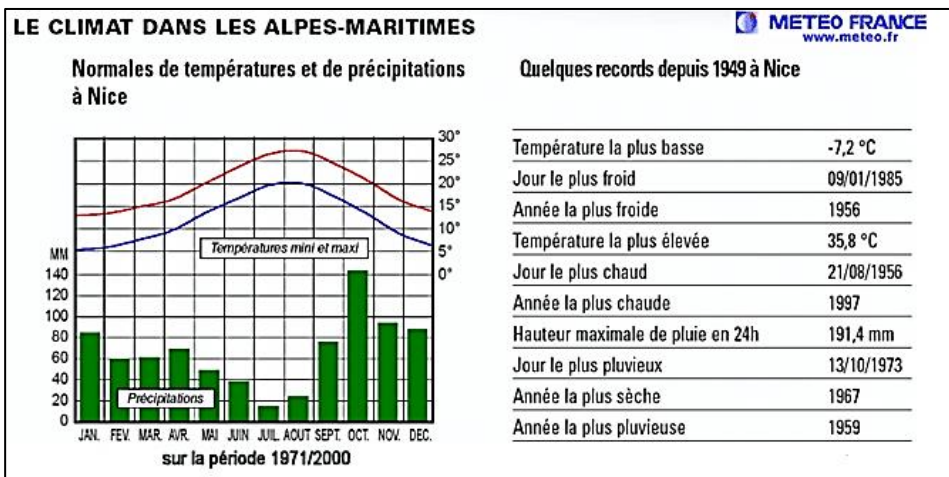 LE CLIMAT DANS LES ALPES-MARITIMES
METEO FRANCE
www.meteo.fr
Normales de températures et de précipitations
à Nice
30°
25°
20°
15°
10°
5°
0°
Températures mini et maxi
MM
140
120
100
80
60
40
20
0
Précipitations
JAN. FEV. MAR. AVR. MAI JUIN JUIL. AOUT SEPT. OCT. NOV. DEC.
sur la période 1971/2000
Quelques records depuis 1949 à Nice
Température la plus basse -7,2 °C
Jour le plus froid 09/01/1985
Année la plus froide 1956
Température la plus élevée 35,8 °C
Jour le plus chaud 21/08/1956
Année la plus chaude 1997
Hauteur maximale de pluie en 24h 191,4 mm
Jour le plus pluvieux 13/10/1973
Année la plus sèche 1967
Année la plus pluvieuse 1959